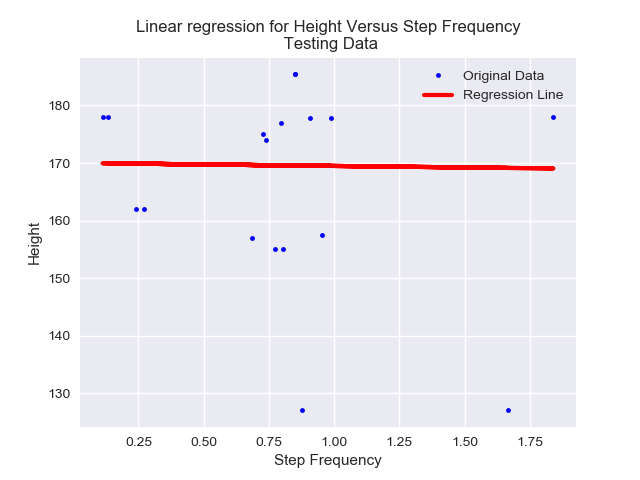 Linear regression for Height Versus Step Frequency
Testing Data
Original Data
Regression Line
Height
180
170
160
150
140
130
0.25 0.50 0.75 1.00 1.25 1.50 1.75
Step Frequency